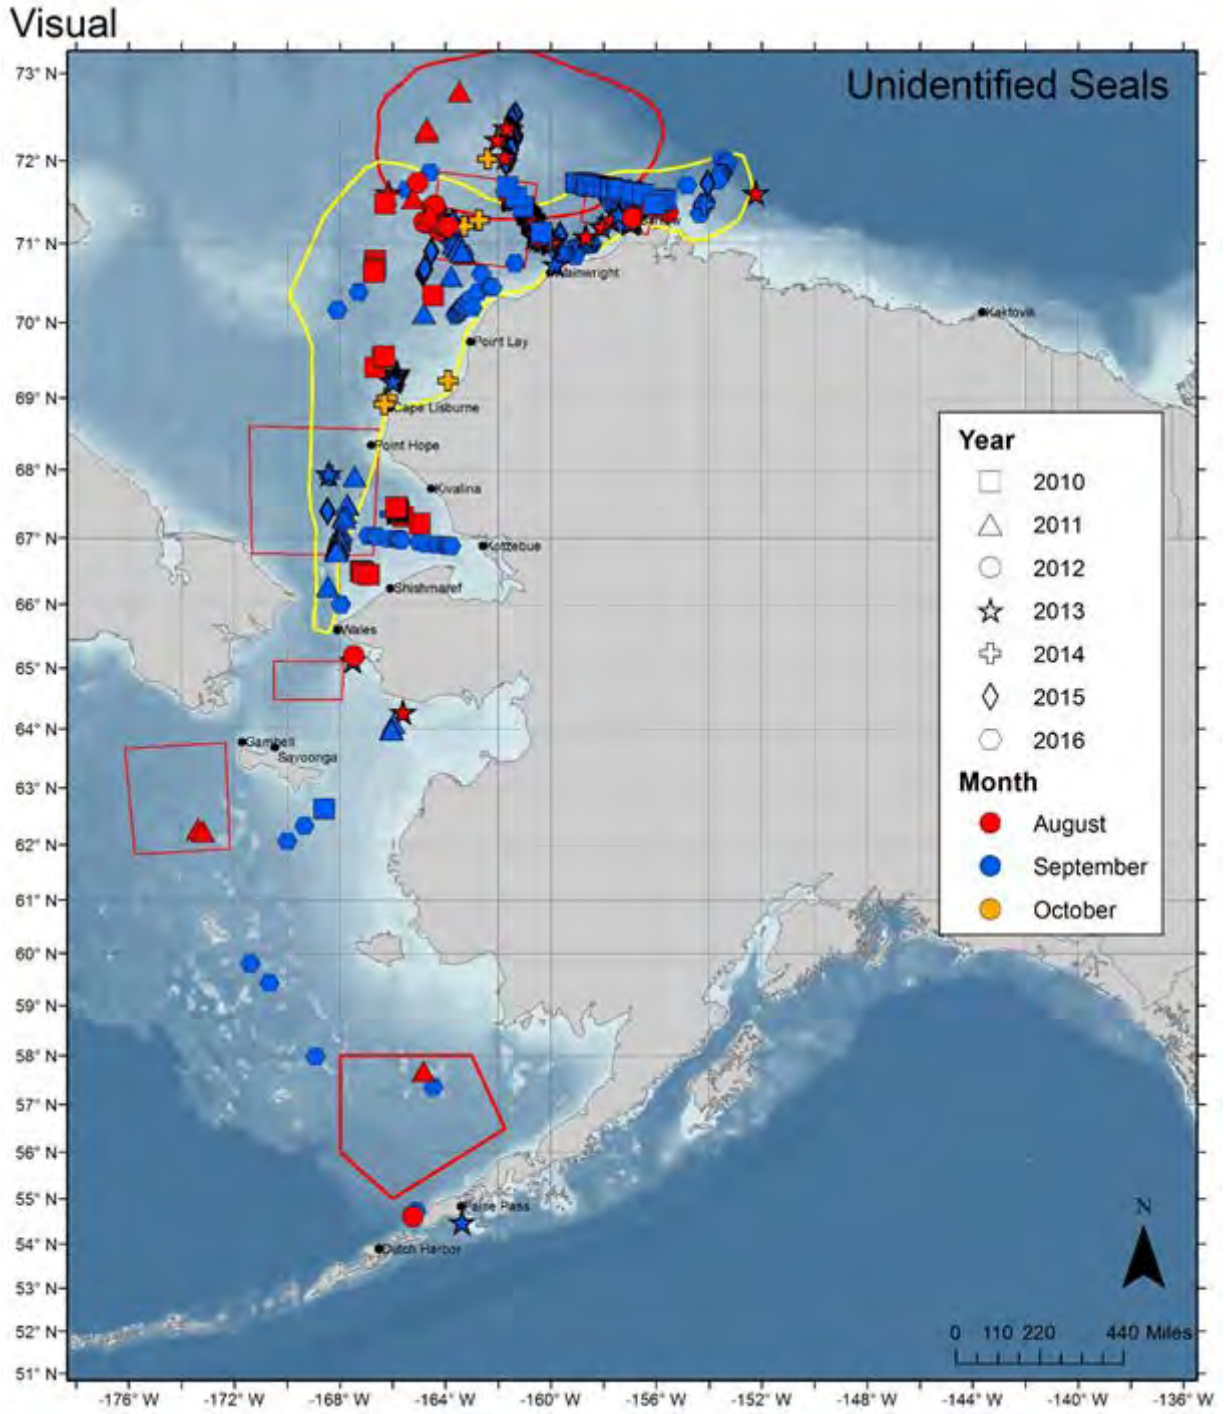 Visual
Unidentified Seals
73° N
72° N
71° N
70° N
69° N
68° N
67° N
66° N
65° N
64° N
63° N
62° N
61° N
60° N
59° N
58° N
57° N
56° N
55° N
54° N
53° N
52° N
51° N
Wainwright
Kaktovik
Point Lay
Cape Lisburne
Point Hope
Kivalina
Kotzebue
Shishmaref
Wales
Gambell
Savoonga
False Pass
Dutch Harbor
Year
2010
2011
2012
2013
2014
2015
2016
Month
August
September
October
N
0 110 220 440 Miles
-176° W -172° W -168° W -164° W -160° W -156° W -152° W -148° W -144° W -140° W -136° W